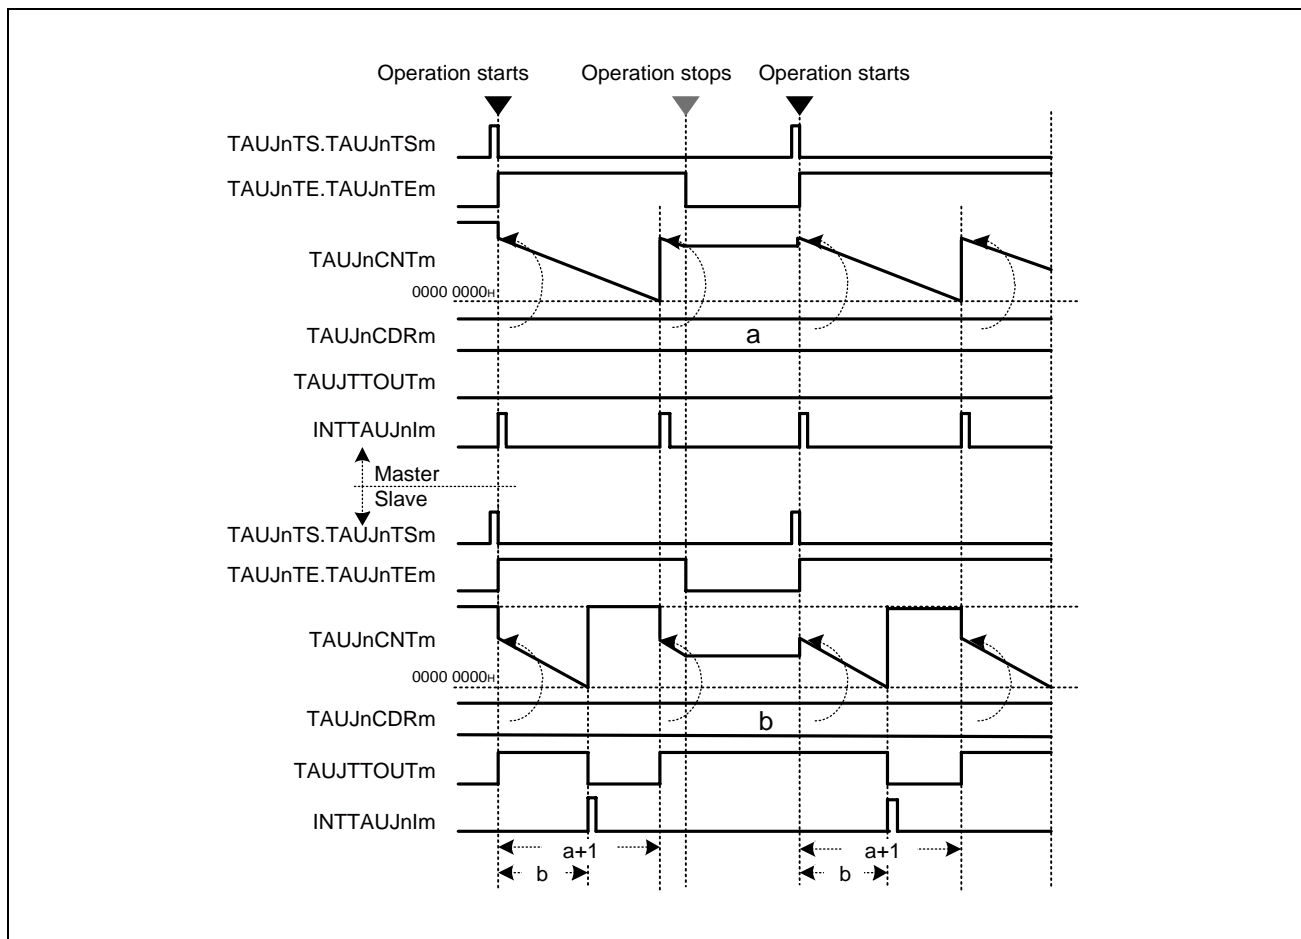 Operation starts Operation stops Operation starts
TAUJnTS.TAUJnTSm
TAUJnTE.TAUJnTEm
TAUJnCNTm
0000 0000H
TAUJnCDRm a
TAUJTTOUTm
INTTAUJnIm
Master
Slave
TAUJnTS.TAUJnTSm
TAUJnTE.TAUJnTEm
TAUJnCNTm
0000 0000H
TAUJnCDRm b
TAUJTTOUTm
INTTAUJnIm
a+1 a+1
b b